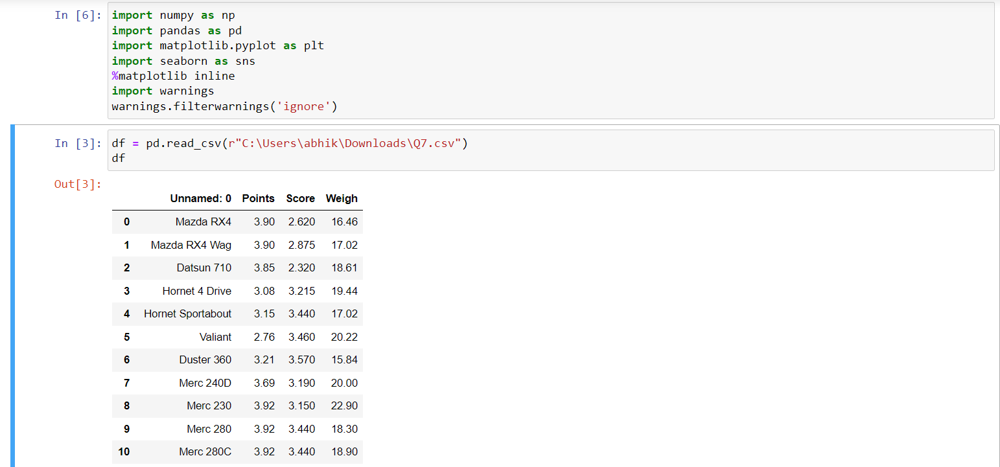 In [6]: import numpy as np
import pandas as pd
import matplotlib.pyplot as plt
import seaborn as sns
%matplotlib inline
import warnings
warnings.filterwarnings('ignore')
In [3]: df = pd.read_csv(r"C:\Users\abhik\Downloads\Q7.csv")
df
Out[3]:
Unnamed: 0 Points Score Weigh
0 Mazda RX4 3.90 2.620 16.46
1 Mazda RX4 Wag 3.90 2.875 17.02
2 Datsun 710 3.85 2.320 18.61
3 Hornet 4 Drive 3.08 3.215 19.44
4 Hornet Sportabout 3.15 3.440 17.02
5 Valiant 2.76 3.460 20.22
6 Duster 360 3.21 3.570 15.84
7 Merc 240D 3.69 3.190 20.00
8 Merc 230 3.92 3.150 22.90
9 Merc 280 3.92 3.440 18.30
10 Merc 280C 3.92 3.440 18.90